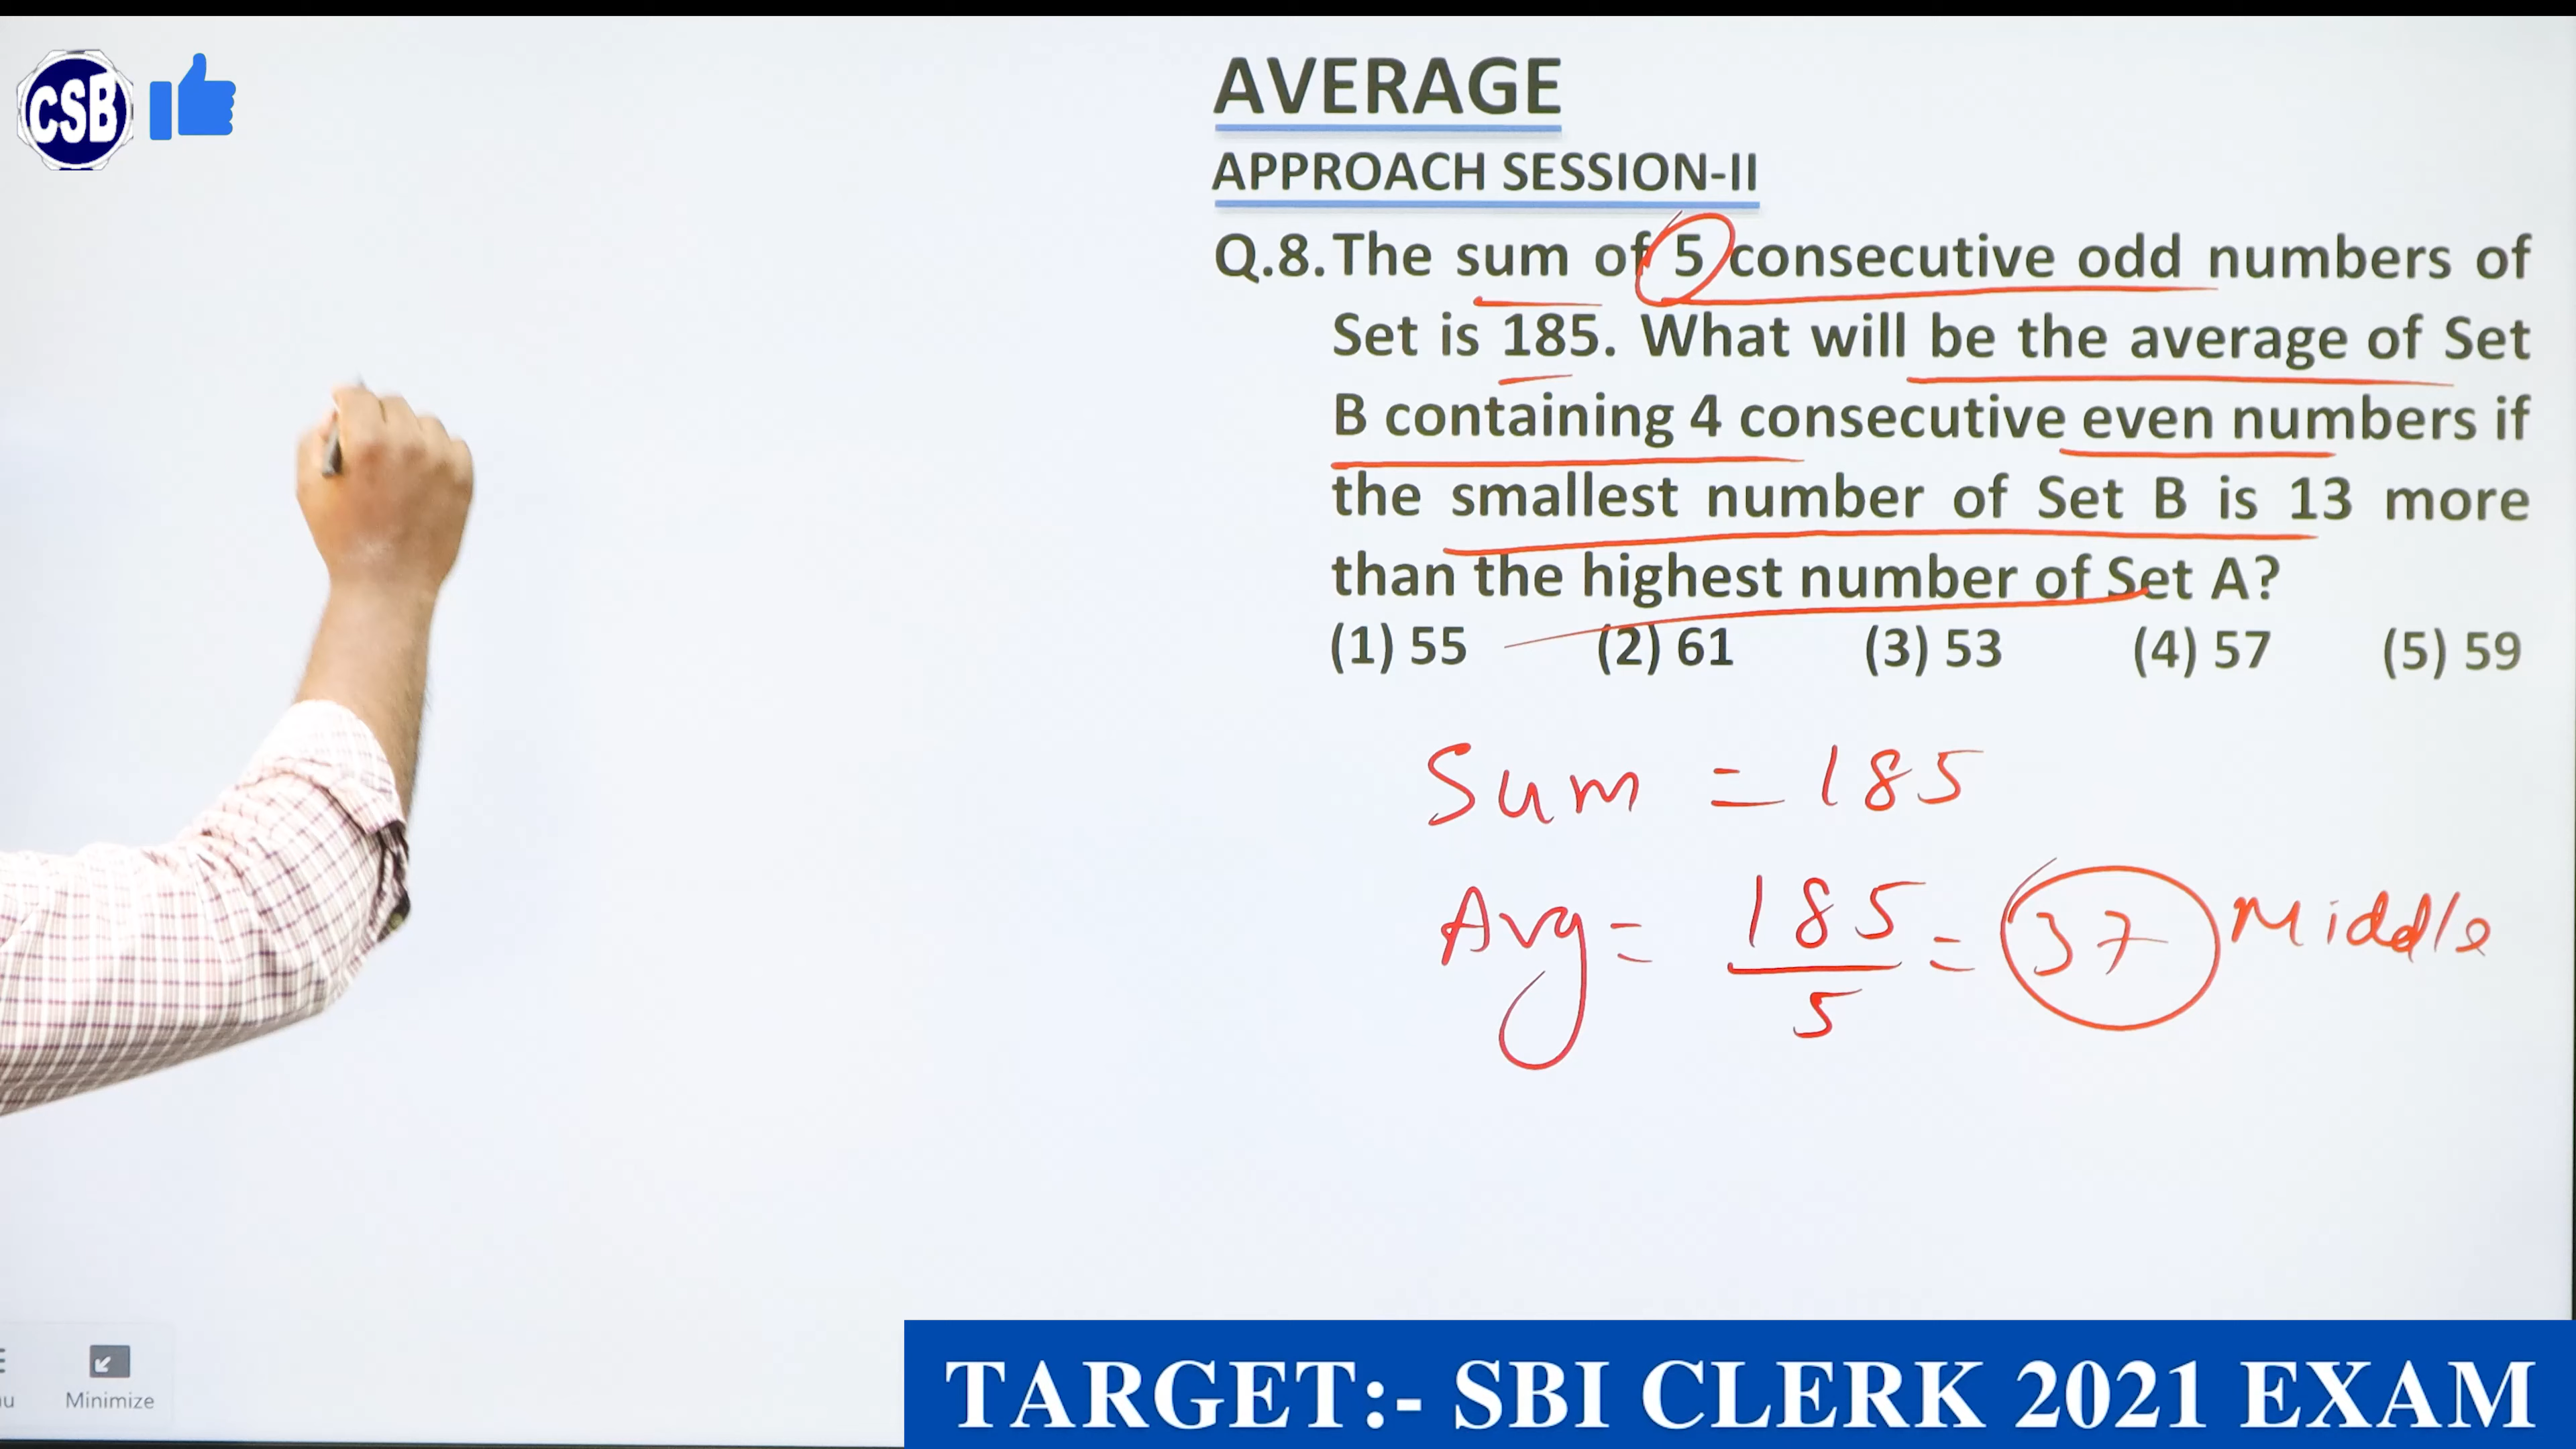 CSB
AVERAGE
APPROACH SESSION-II
Q.8. The sum of 5 consecutive odd numbers of
Set is 185. What will be the average of Set
B containing 4 consecutive even numbers if
the smallest number of Set B is 13 more
than the highest number of Set A?
(1) 55 (2) 61 (3) 53 (4) 57 (5) 59
Sum = 185
Avg = 185/5 = 37 Middle
Minimize
TARGET:- SBI CLERK 2021 EXAM